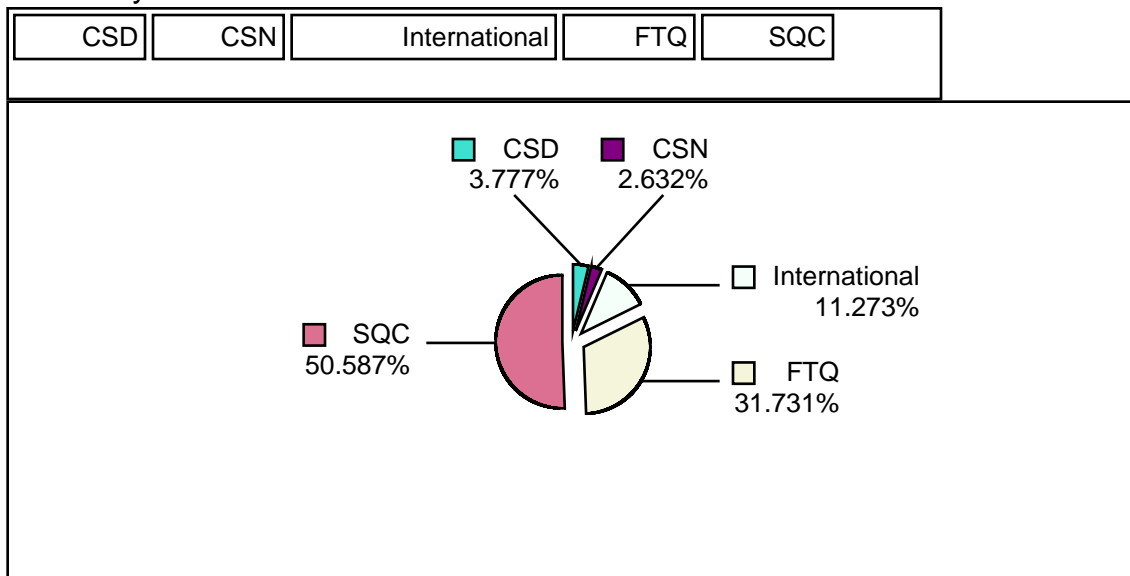 CSD CSN International FTQ SQC
CSD CSN
3.777% 2.632%
International
11.273%
SQC
50.587%
FTQ
31.731%